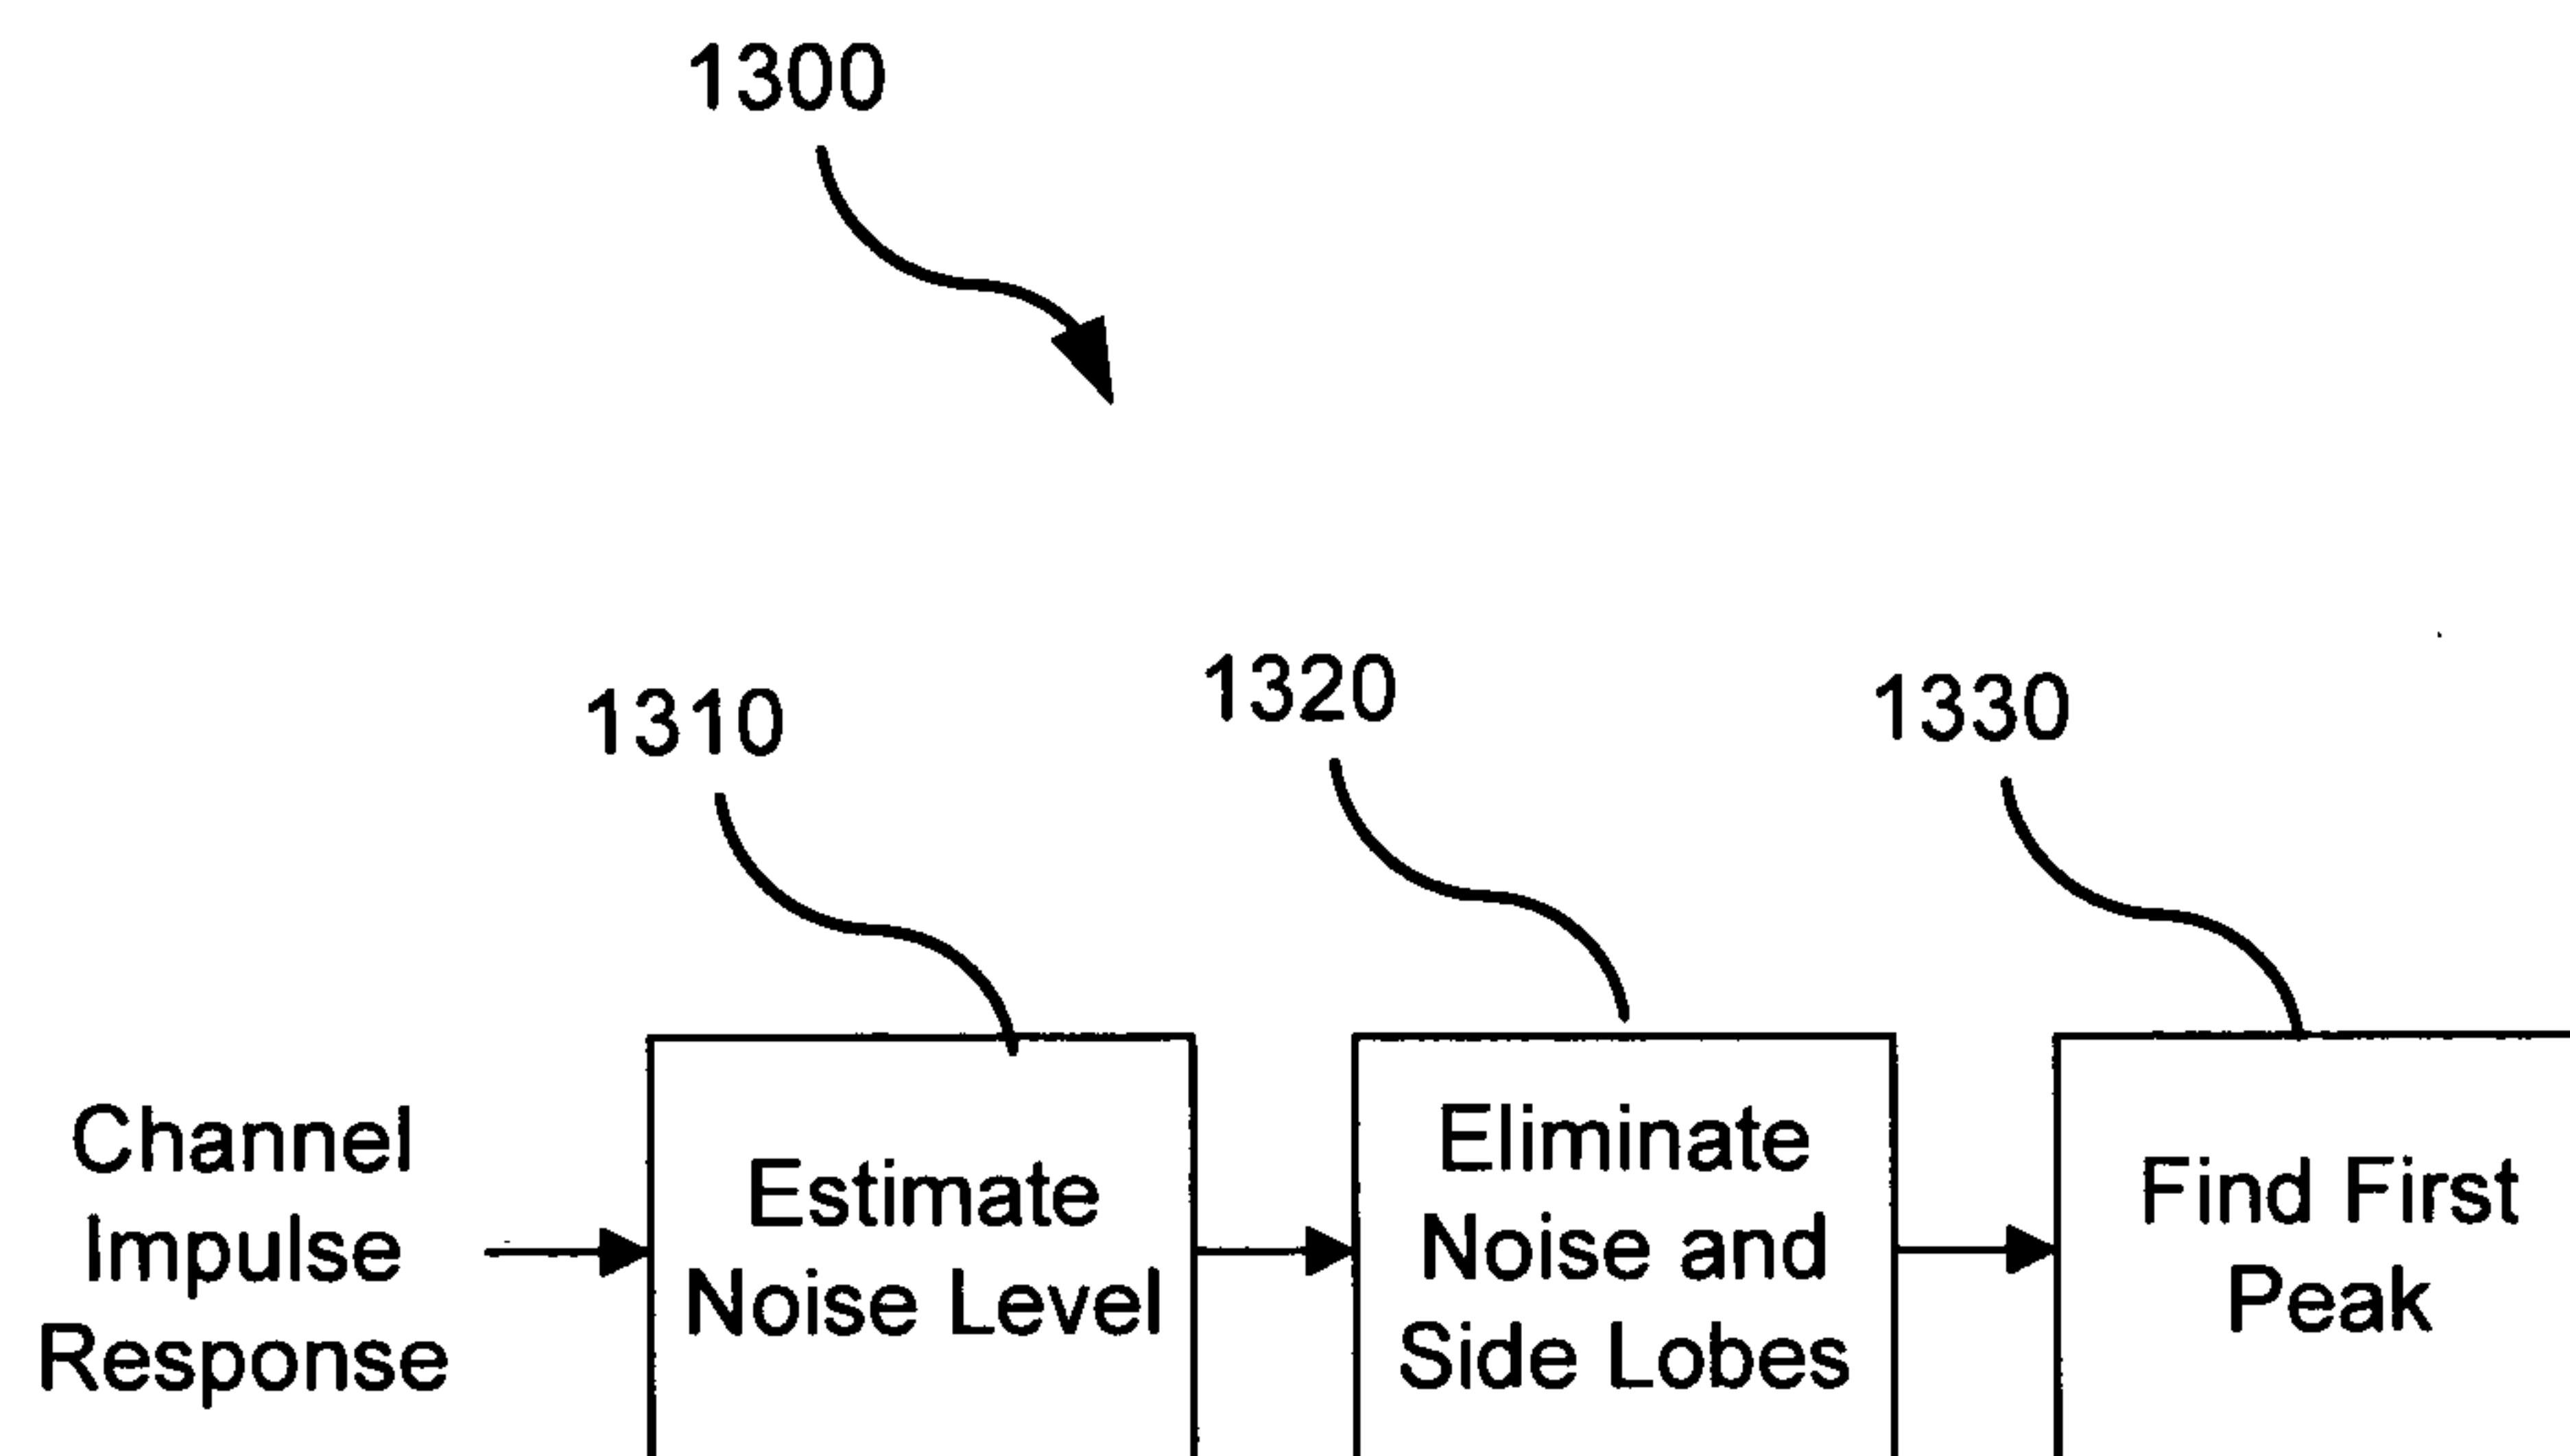 1300
1310
1320
1330
Channel
Impulse
Response
Estimate
Noise Level
Eliminate
Noise and
Side Lobes
Find First
Peak